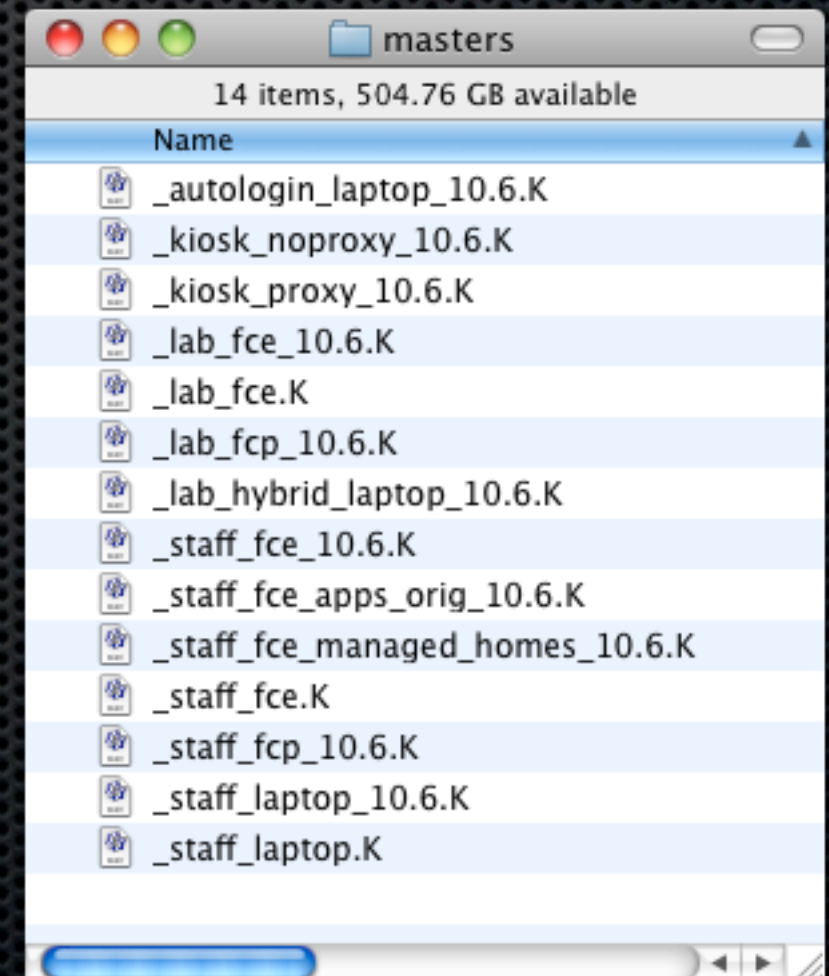 masters
14 items, 504.76 GB available
Name
_autologin_laptop_10.6.K
_kiosk_noproxy_10.6.K
_kiosk_proxy_10.6.K
_lab_fce_10.6.K
_lab_fce.K
_lab_fcp_10.6.K
_lab_hybrid_laptop_10.6.K
_staff_fce_10.6.K
_staff_fce_apps_orig_10.6.K
_staff_fce_managed_homes_10.6.K
_staff_fce.K
_staff_fcp_10.6.K
_staff_laptop_10.6.K
_staff_laptop.K